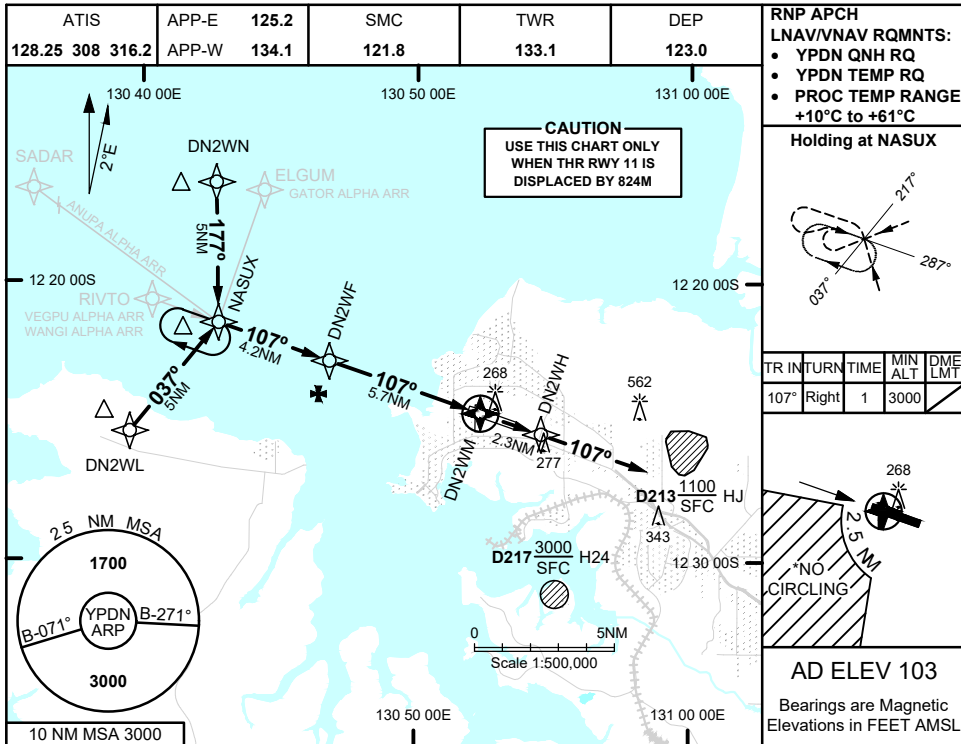 ATIS
128.25 308 316.2
APP-E 125.2
APP-W 134.1
SMC
121.8
TWR
133.1
DEP
123.0
RNP APCH
LNAV/VNAV RQMNTS:
• YPDN QNH RQ
• YPDN TEMP RQ
• PROC TEMP RANGE
+10°C to +61°C
130 40 00E
130 50 00E
131 00 00E
2°E
DN2WN
CAUTION
USE THIS CHART ONLY
WHEN THR RWY 11 IS
DISPLACED BY 824M
SADAR
ELGUM
GATOR ALPHA ARR
ANUPA ALPHA ARR
177°
5NM
NASUX
12 20 00S
12 20 00S
RIVTO
VEGPU ALPHA ARR
WANGI ALPHA ARR
107°
4.2NM
DN2WF
037°
5NM
107°
5.7NM
268
DN2WH
562
DN2WL
DN2WM
2.3NM
277
107°
D213 1100 HJ
SFC
343
D217 3000 H24
SFC
12 30 00S
25 NM MSA
1700
YPDN
ARP
B-071°
B-271°
3000
10 NM MSA 3000
0 5NM
Scale 1:500,000
130 50 00E
131 00 00E
Holding at NASUX
217°
287°
037°
TR IN TURN TIME MIN ALT DME LMT
107° Right 1 3000
268
2.5 NM
*NO
CIRCLING
AD ELEV 103
Bearings are Magnetic
Elevations in FEET AMSL